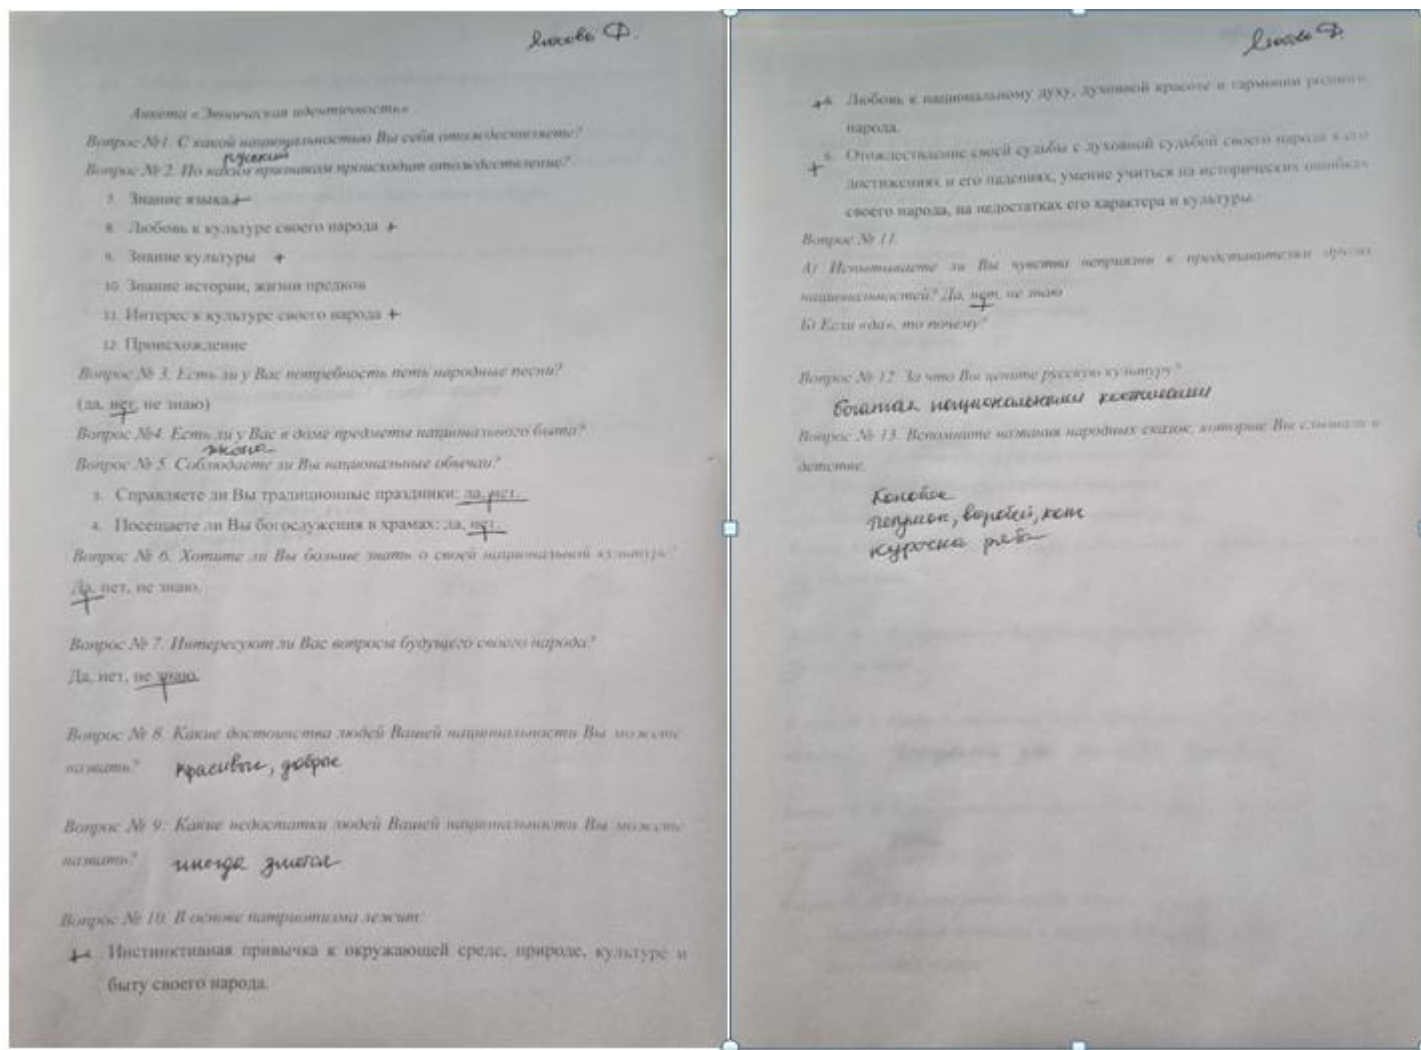 Любовь Ф.
Анкета «Этническая идентичность»
Вопрос №1. С какой национальностью Вы себя отождествляете?
русский
Вопрос № 2. По каким признакам происходит отождествление?
7. Знание языка +
8. Любовь к культуре своего народа +
9. Знание культуры +
10. Знание истории, жизни предков
11. Интерес к культуре своего народа +
12. Происхождение
Вопрос № 3. Есть ли у Вас потребность петь народные песни?
(да, нет, не знаю)
Вопрос №4. Есть ли у Вас в доме предметы национального быта?
икона
Вопрос № 5. Соблюдаете ли Вы национальные обычаи?
3. Справляете ли Вы традиционные праздники: да, нет.
4. Посещаете ли Вы богослужения в храмах: да, нет.
Вопрос № 6. Хотите ли Вы больше знать о своей национальной культуре?
Да, нет, не знаю.
Вопрос № 7. Интересуют ли Вас вопросы будущего своего народа?
Да, нет, не знаю.
Вопрос № 8. Какие достоинства людей Вашей национальности Вы можете
назвать? красивые, добрые
Вопрос № 9. Какие недостатки людей Вашей национальности Вы можете
назвать? иногда злится
Вопрос № 10. В основе патриотизма лежит:
+ Инстинктивная привычка к окружающей среде, природе, культуре и
быту своего народа.
Любовь Ф.
+ Любовь к национальному духу, духовной красоте и гармонии родного
народа.
+ Отождествление своей судьбы с духовной судьбой своего народа в его
достижениях и его падениях, умение учиться на исторических ошибках
своего народа, на недостатках его характера и культуры.
Вопрос № 11.
А) Испытываете ли Вы чувства неприязни к представителям других
национальностей? Да, нет, не знаю
Б) Если «да», то почему?
Вопрос № 12. За что Вы цените русскую культуру?
богатая национальными костюмами
Вопрос № 13. Вспомните названия народных сказок, которые Вы слышали в
детстве.
Колобок
Петушок, воробей, кот
Курочка ряба